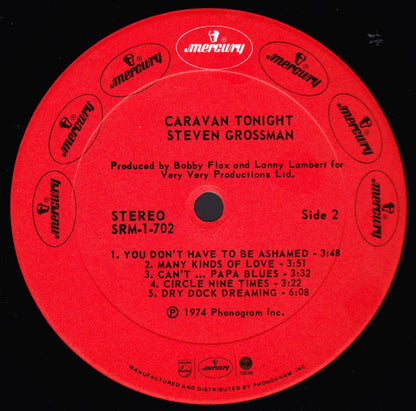 mercury
mercury
mercury
mercury
mercury
mercury
mercury
CARAVAN TONIGHT
STEVEN GROSSMAN
Produced by Bobby Flax and Lanny Lambert for
Very Very Productions Ltd.
STEREO
SRM-1-702
Side 2
1. YOU DON'T HAVE TO BE ASHAMED - 3:48
2. MANY KINDS OF LOVE - 3:51
3. CAN'T ... PAPA BLUES - 3:32
4. CIRCLE NINE TIMES - 3:22
5. DRY DOCK DREAMING - 6:08
Ⓟ 1974 Phonogram Inc.
mercury
MANUFACTURED AND DISTRIBUTED BY PHONOGRAM, INC.